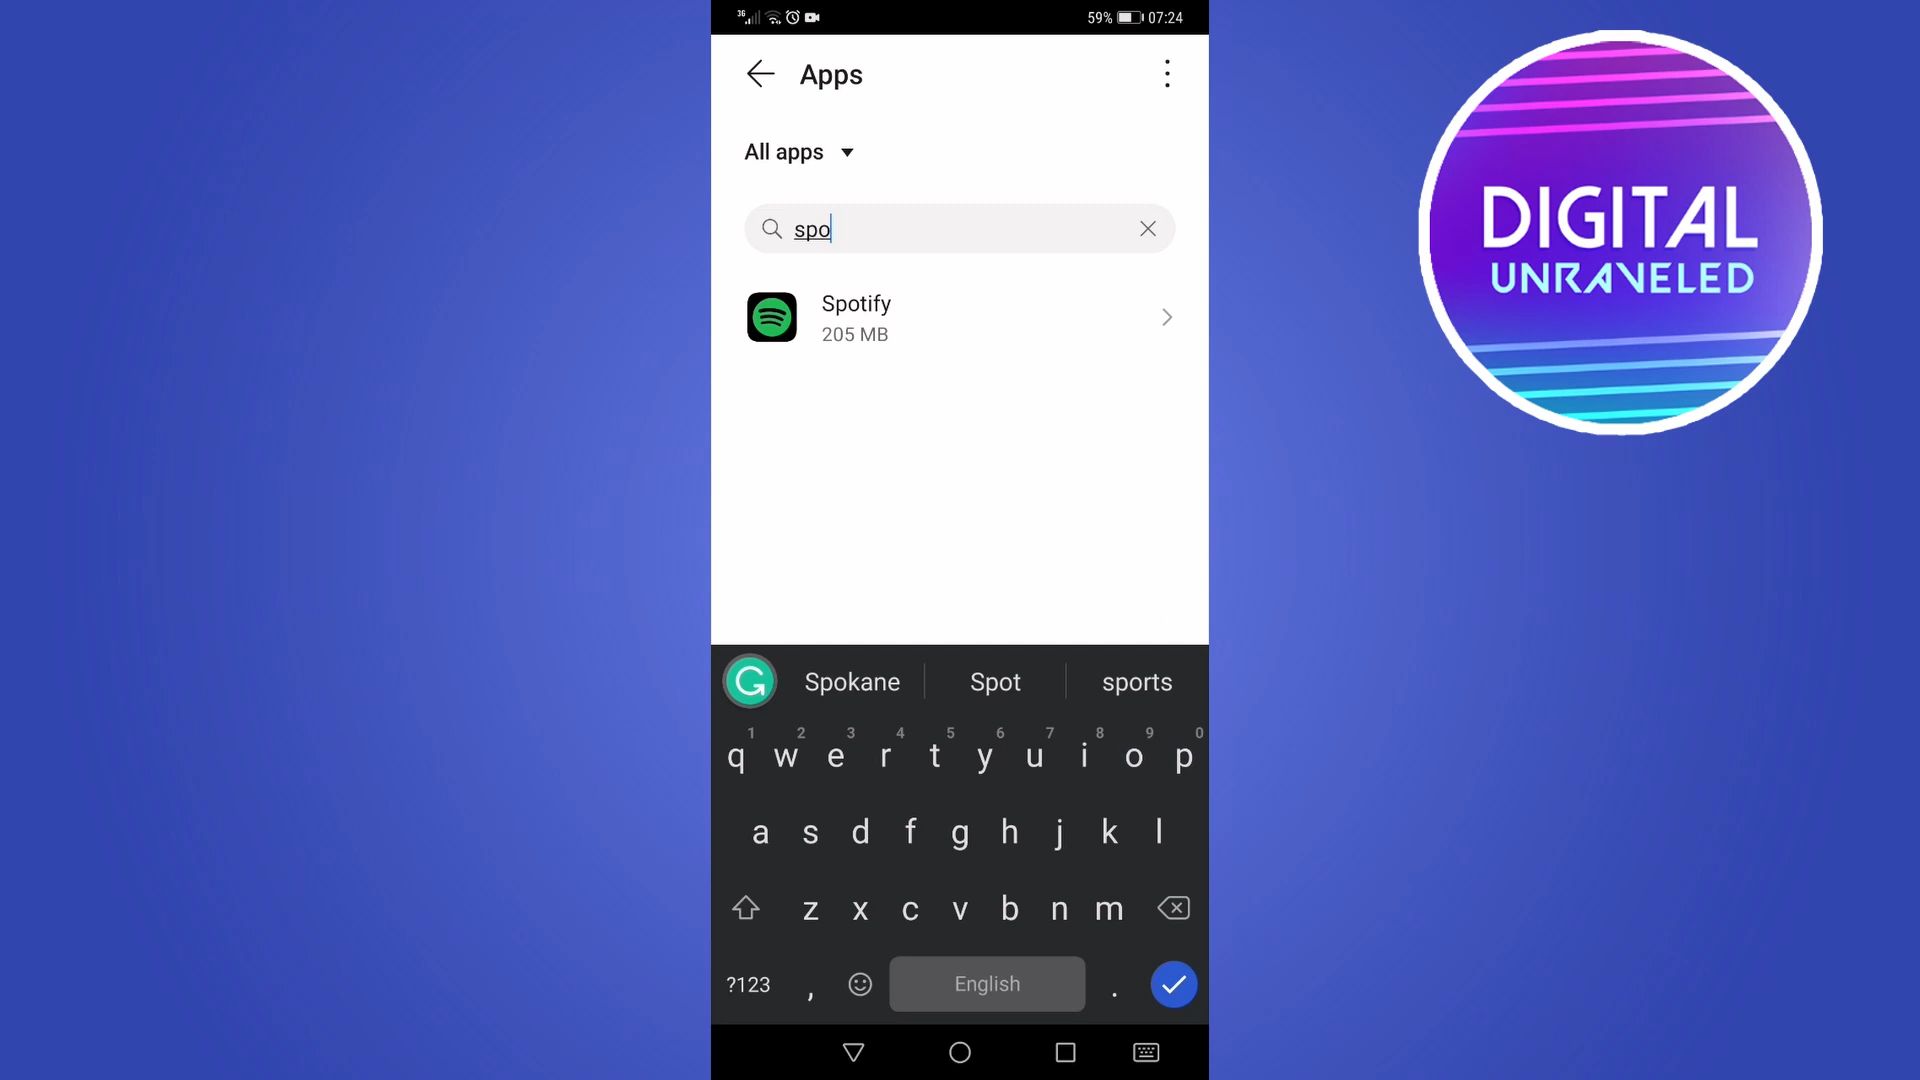 3G 59% 07:24
Apps
All apps
spo
Spotify
205 MB
DIGITAL
UNRAVELED
G Spokane Spot sports
1 2 3 4 5 6 7 8 9 0
q w e r t y u i o p
a s d f g h j k l
z x c v b n m
?123 , English .